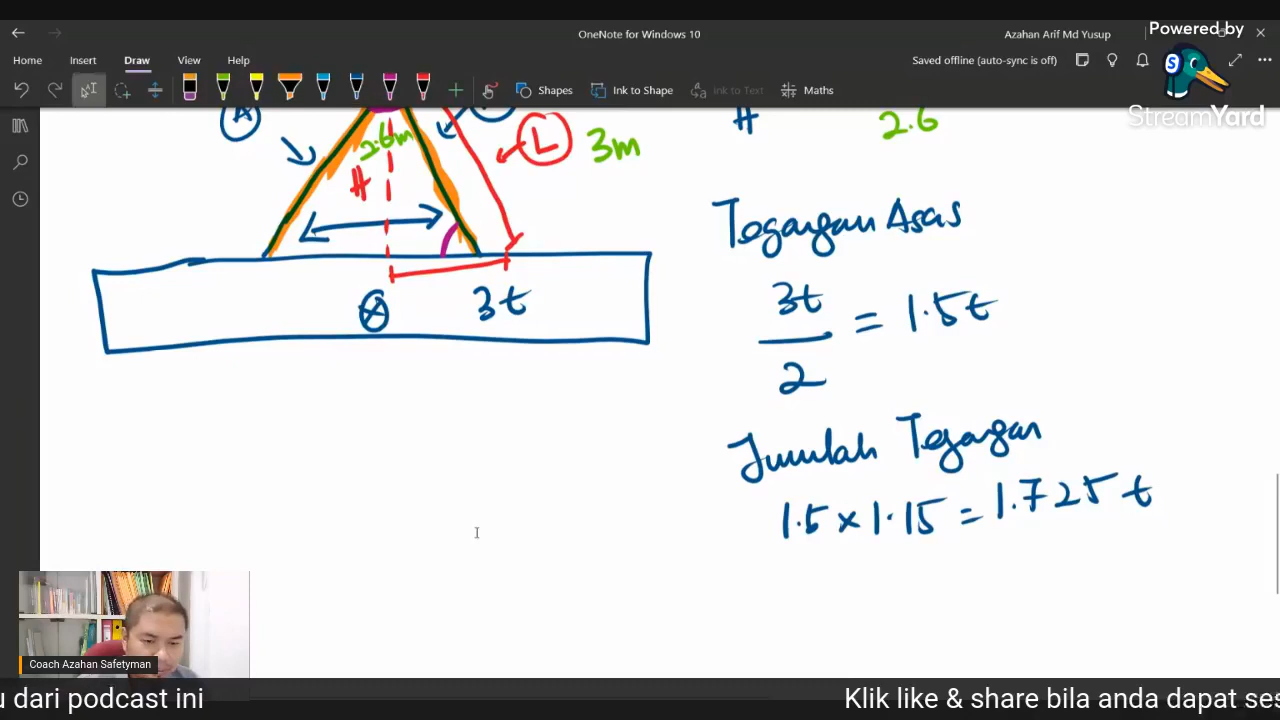 OneNote for Windows 10
Azahan Arif Md Yusup
Powered by
Home
Insert
Draw
View
Help
Saved offline (auto-sync is off)
S
StreamYard
Shapes
Ink to Shape
Ink to Text
Maths
A
2.6m
L
3m
H
3t
H
2.6
Tegangan Asas
3t
2
= 1.5t
Jumlah Tegangan
1.5 x 1.15 = 1.725 t
Coach Azahan Safetyman
dari podcast ini
Klik like & share bila anda dapat